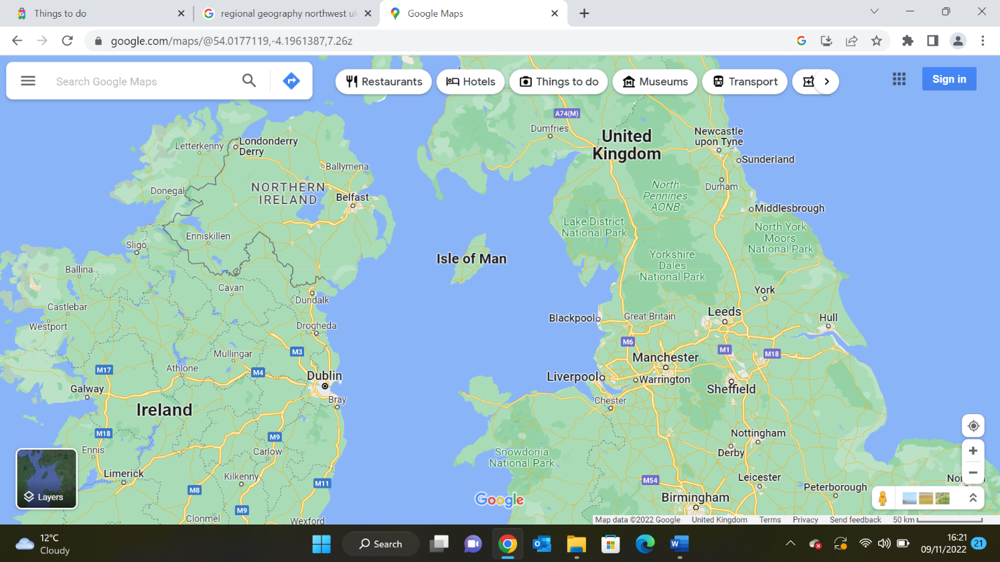 Things to do
regional geography northwest uk
Google Maps
google.com/maps/@54.0177119,-4.1961387,7.26z
Search Google Maps
Restaurants
Hotels
Things to do
Museums
Transport
Sign in
A74(M)
Dumfries
United
Kingdom
Newcastle
upon Tyne
Sunderland
Letterkenny
Londonderry
Derry
Ballymena
Donegal
NORTHERN
IRELAND
Belfast
North
Pennines
AONB
Durham
Middlesbrough
Lake District
National Park
North York
Moors
National Park
Enniskillen
Sligo
Isle of Man
Yorkshire
Dales
National Park
Ballina
Cavan
Dundalk
York
Castlebar
Westport
Drogheda
Blackpool
Great Britain
Leeds
Hull
M6
M1
M18
Mullingar
M3
Manchester
Athlone
M17
M4
Dublin
Liverpool
Warrington
Sheffield
Galway
Bray
Chester
Ireland
M18
M9
Nottingham
Ennis
Carlow
Snowdonia
National Park
Derby
Limerick
Kilkenny
M11
M54
Leicester
Peterborough
M8
Birmingham
M9
Clonmel
Wexford
Layers
Google
Map data ©2022 Google
United Kingdom
Terms
Privacy
Send feedback
50 km
12°C
Cloudy
Search
16:21
09/11/2022
21